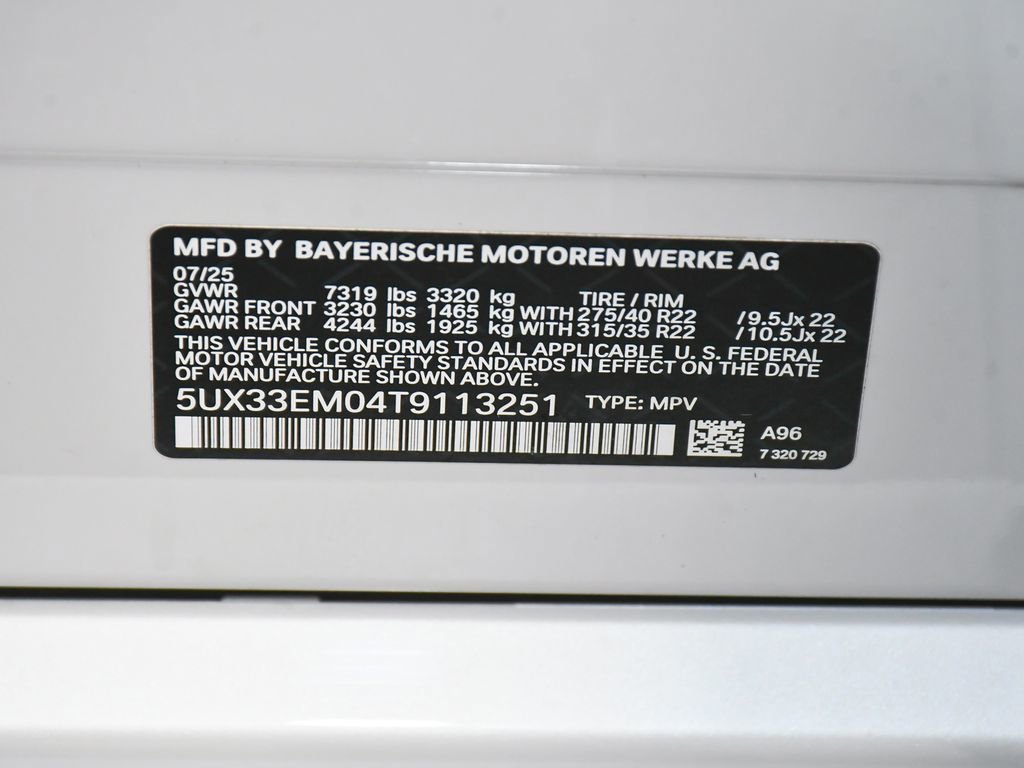 MFD BY BAYERISCHE MOTOREN WERKE AG
07/25
GVWR 7319 lbs 3320 kg TIRE / RIM
GAWR FRONT 3230 lbs 1465 kg WITH 275/40 R22 /9.5Jx 22
GAWR REAR 4244 lbs 1925 kg WITH 315/35 R22 /10.5Jx 22
THIS VEHICLE CONFORMS TO ALL APPLICABLE U. S. FEDERAL
MOTOR VEHICLE SAFETY STANDARDS IN EFFECT ON THE DATE
OF MANUFACTURE SHOWN ABOVE.
5UX33EM04T9113251 TYPE: MPV
A96
7 320 729